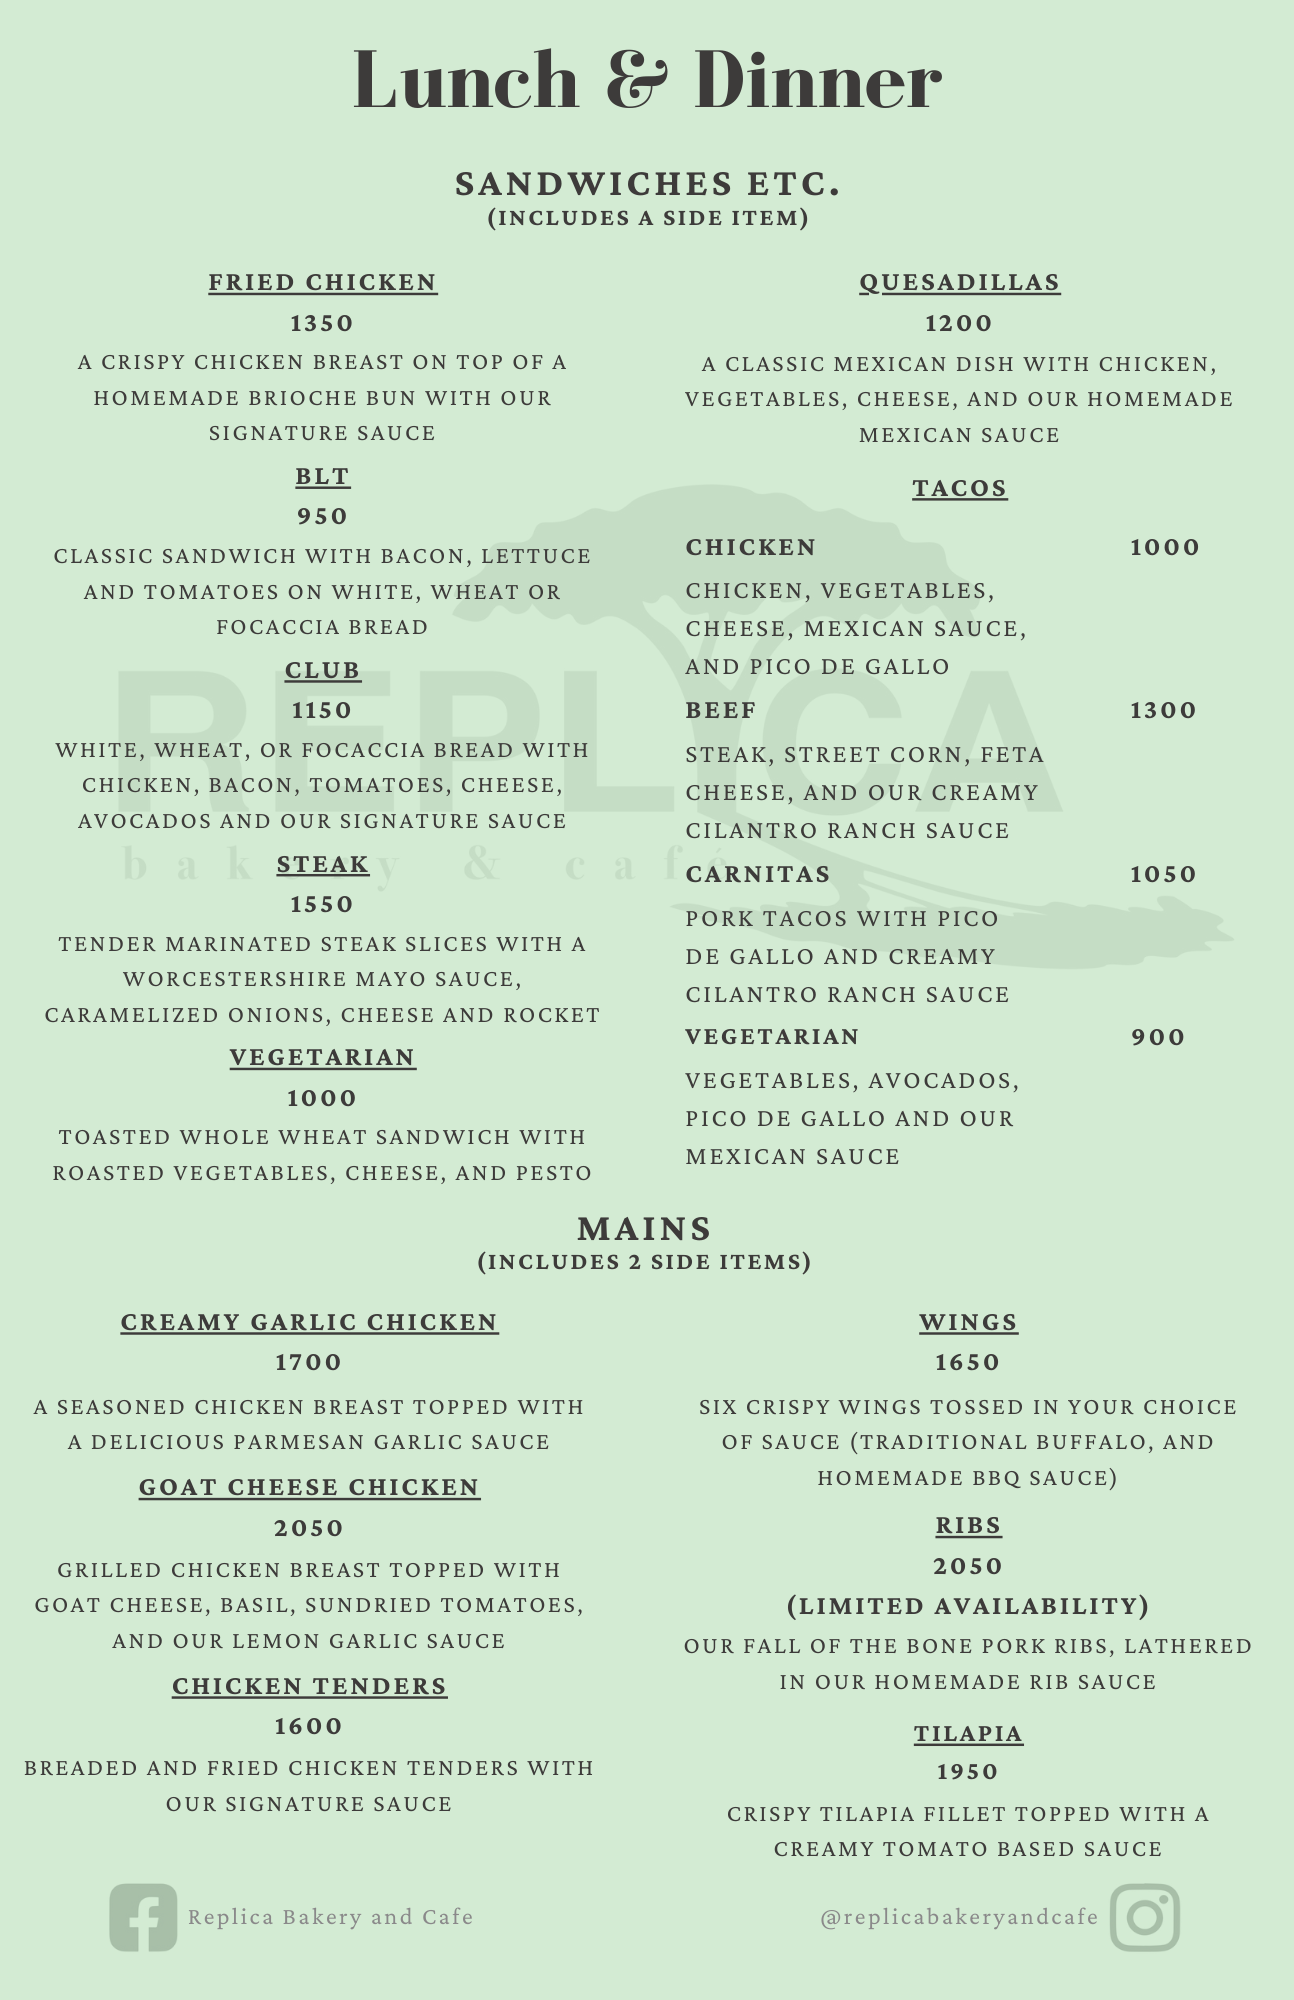 Lunch & Dinner
SANDWICHES ETC.
(INCLUDES A SIDE ITEM)
FRIED CHICKEN
1350
A CRISPY CHICKEN BREAST ON TOP OF A
HOMEMADE BRIOCHE BUN WITH OUR
SIGNATURE SAUCE
BLT
950
CLASSIC SANDWICH WITH BACON, LETTUCE
AND TOMATOES ON WHITE, WHEAT OR
FOCACCIA BREAD
CLUB
1150
WHITE, WHEAT, OR FOCACCIA BREAD WITH
CHICKEN, BACON, TOMATOES, CHEESE,
AVOCADOS AND OUR SIGNATURE SAUCE
STEAK
1550
TENDER MARINATED STEAK SLICES WITH A
WORCESTERSHIRE MAYO SAUCE,
CARAMELIZED ONIONS, CHEESE AND ROCKET
VEGETARIAN
1000
TOASTED WHOLE WHEAT SANDWICH WITH
ROASTED VEGETABLES, CHEESE, AND PESTO
QUESADILLAS
1200
A CLASSIC MEXICAN DISH WITH CHICKEN,
VEGETABLES, CHEESE, AND OUR HOMEMADE
MEXICAN SAUCE
TACOS
CHICKEN 1000
CHICKEN, VEGETABLES,
CHEESE, MEXICAN SAUCE,
AND PICO DE GALLO
BEEF 1300
STEAK, STREET CORN, FETA
CHEESE, AND OUR CREAMY
CILANTRO RANCH SAUCE
CARNITAS 1050
PORK TACOS WITH PICO
DE GALLO AND CREAMY
CILANTRO RANCH SAUCE
VEGETARIAN 900
VEGETABLES, AVOCADOS,
PICO DE GALLO AND OUR
MEXICAN SAUCE
REPLICA
bakery & café
MAINS
(INCLUDES 2 SIDE ITEMS)
CREAMY GARLIC CHICKEN
1700
A SEASONED CHICKEN BREAST TOPPED WITH
A DELICIOUS PARMESAN GARLIC SAUCE
GOAT CHEESE CHICKEN
2050
GRILLED CHICKEN BREAST TOPPED WITH
GOAT CHEESE, BASIL, SUNDRIED TOMATOES,
AND OUR LEMON GARLIC SAUCE
CHICKEN TENDERS
1600
BREADED AND FRIED CHICKEN TENDERS WITH
OUR SIGNATURE SAUCE
WINGS
1650
SIX CRISPY WINGS TOSSED IN YOUR CHOICE
OF SAUCE (TRADITIONAL BUFFALO, AND
HOMEMADE BBQ SAUCE)
RIBS
2050
(LIMITED AVAILABILITY)
OUR FALL OF THE BONE PORK RIBS, LATHERED
IN OUR HOMEMADE RIB SAUCE
TILAPIA
1950
CRISPY TILAPIA FILLET TOPPED WITH A
CREAMY TOMATO BASED SAUCE
Replica Bakery and Cafe
@replicabakeryandcafe